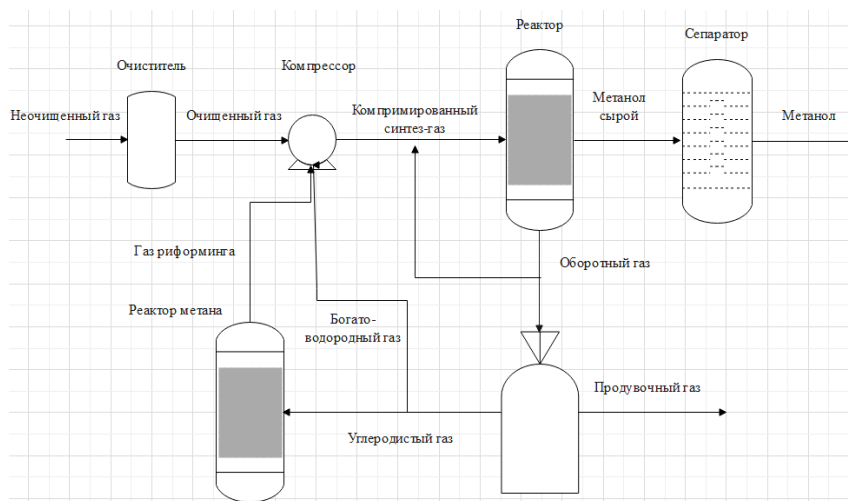 Реактор
Сепаратор
Очиститель
Компрессор
Неочищенный газ
Очищенный газ
Компримированный
синтез-газ
Метанол
сырой
Метанол
Газ риформинга
Оборотный газ
Реактор метана
Богато-
водородный газ
Продувочный газ
Углеродистый газ